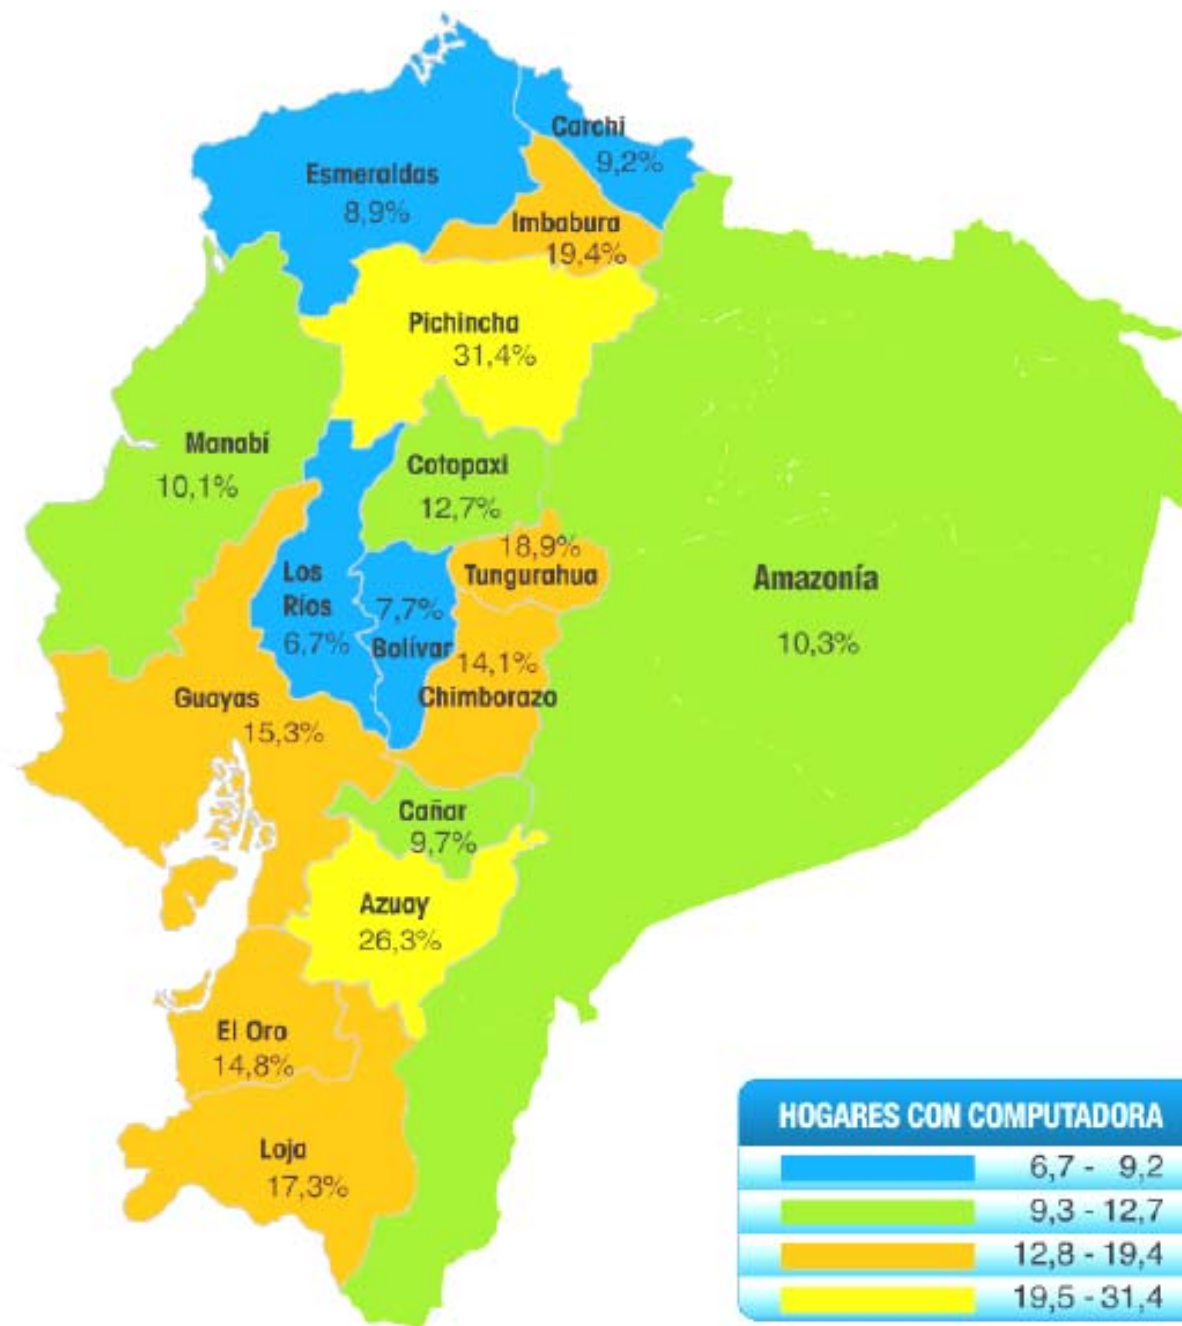 Carchi
9,2%
Esmeraldas
8,9%
Imbabura
19,4%
Pichincha
31,4%
Manabí
10,1%
Cotopaxi
12,7%
18,9%
Tungurahua
Los
Ríos
6,7%
7,7%
Bolívar
Amazonía
10,3%
14,1%
Chimborazo
Guayas
15,3%
Cañar
9,7%
Azuay
26,3%
El Oro
14,8%
Loja
17,3%
HOGARES CON COMPUTADORA
6,7 - 9,2
9,3 - 12,7
12,8 - 19,4
19,5 - 31,4